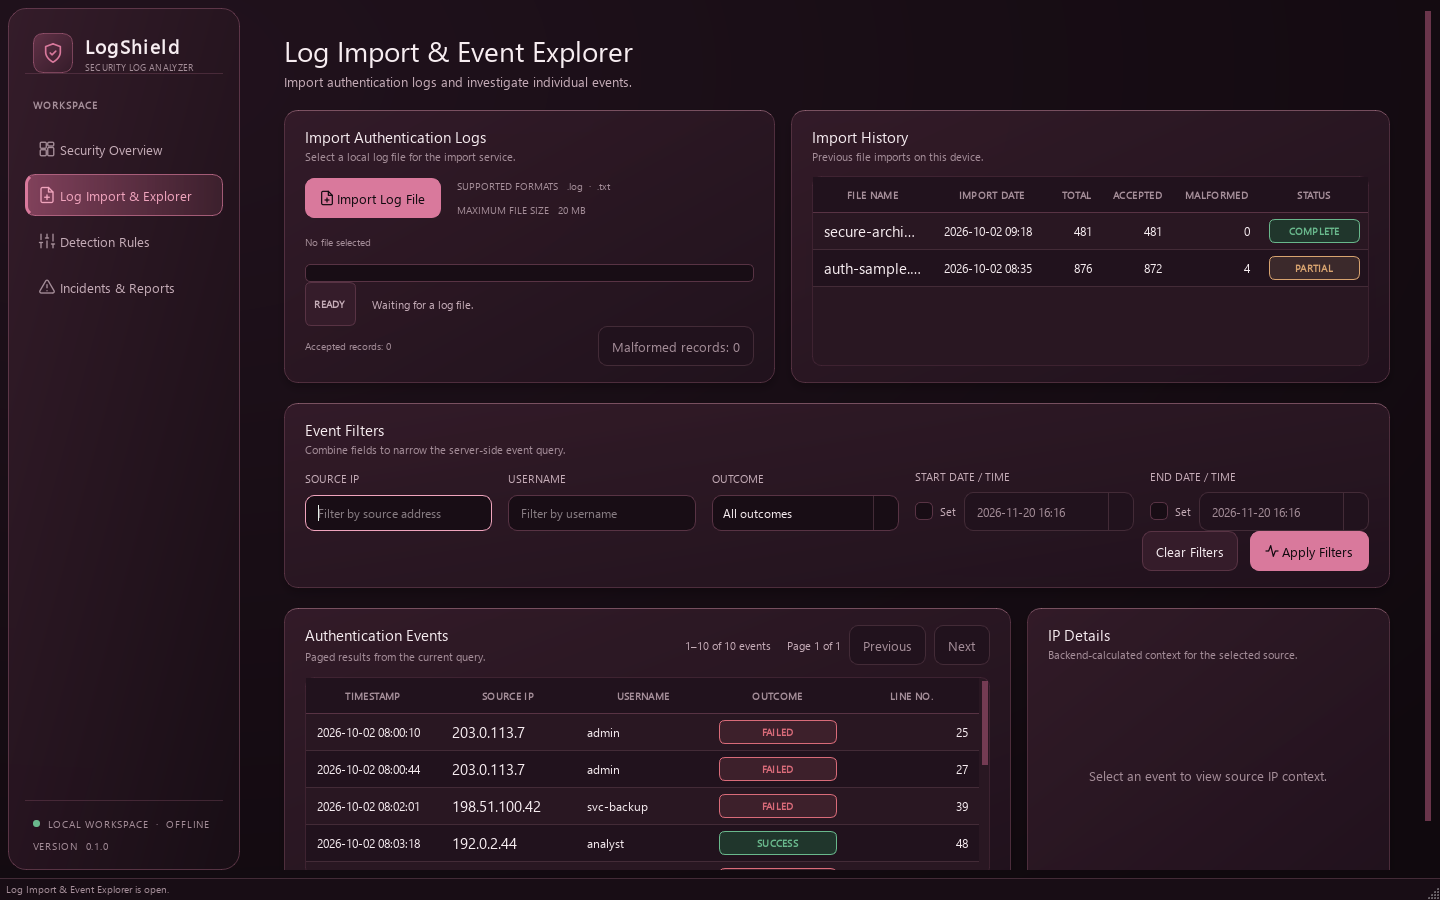 LogShield
SECURITY LOG ANALYZER
WORKSPACE
Security Overview
Log Import & Explorer
Detection Rules
Incidents & Reports
LOCAL WORKSPACE · OFFLINE
VERSION 0.1.0
Log Import & Event Explorer
Import authentication logs and investigate individual events.
Import Authentication Logs
Select a local log file for the import service.
Import Log File
SUPPORTED FORMATS .log · .txt
MAXIMUM FILE SIZE 20 MB
No file selected
READY
Waiting for a log file.
Accepted records: 0
Malformed records: 0
Import History
Previous file imports on this device.
FILE NAME IMPORT DATE TOTAL ACCEPTED MALFORMED STATUS
secure-archi... 2026-10-02 09:18 481 481 0 COMPLETE
auth-sample.... 2026-10-02 08:35 876 872 4 PARTIAL
Event Filters
Combine fields to narrow the server-side event query.
SOURCE IP USERNAME OUTCOME START DATE / TIME END DATE / TIME
Filter by source address Filter by username All outcomes Set 2026-11-20 16:16 Set 2026-11-20 16:16
Clear Filters Apply Filters
Authentication Events
Paged results from the current query.
1–10 of 10 events Page 1 of 1 Previous Next
TIMESTAMP SOURCE IP USERNAME OUTCOME LINE NO.
2026-10-02 08:00:10 203.0.113.7 admin FAILED 25
2026-10-02 08:00:44 203.0.113.7 admin FAILED 27
2026-10-02 08:02:01 198.51.100.42 svc-backup FAILED 39
2026-10-02 08:03:18 192.0.2.44 analyst SUCCESS 48
IP Details
Backend-calculated context for the selected source.
Select an event to view source IP context.
Log Import & Event Explorer is open.